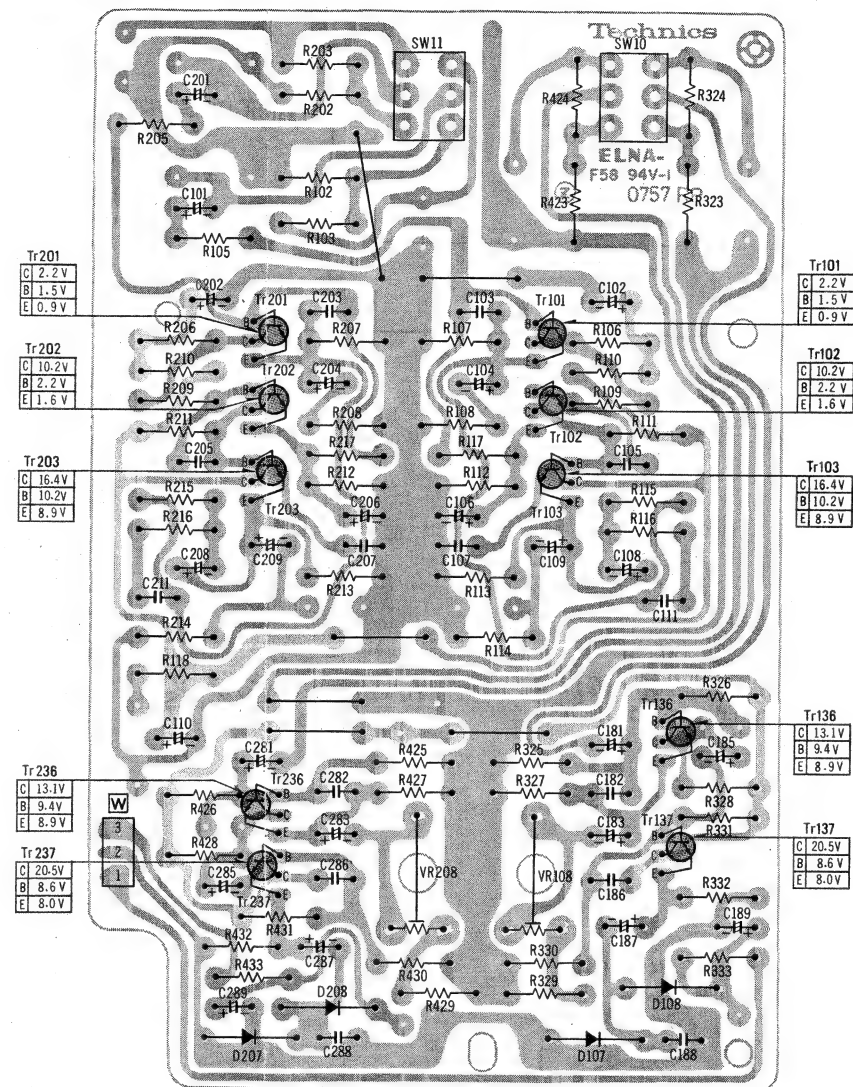 Technics
R203
SW11
SW10
C201
R202
R424
R324
R205
ELNA-
F58 94V-1
R102
0757
C101
R423
R323
R103
R105
Tr201
C 2.2V
B 1.5V
E 0.9V
Tr101
C 2.2V
B 1.5V
E 0.9V
C202
Tr201
C203
C103
Tr101
C102
B
C
E
B
C
E
R206
R207
R107
R106
Tr202
C 10.2V
B 2.2V
E 1.6V
Tr102
C 10.2V
B 2.2V
E 1.6V
R210
Tr202
C204
C104
R110
R209
B
C
E
B
C
E
R109
R211
R208
R108
Tr102
R111
C205
R217
R117
C105
Tr203
C 16.4V
B 10.2V
E 8.9V
Tr103
C 16.4V
B 10.2V
E 8.9V
B
C
E
B
C
E
R215
R212
R112
R115
R216
Tr203
C206
C106
Tr103
R116
C208
C209
C207
C107
C109
C108
C211
R213
R113
C111
R214
R114
R118
R326
C110
Tr136
B
C
E
Tr136
C 13.1V
B 9.4V
E 8.9V
C281
R425
R325
C181
C185
Tr236
C 13.1V
B 9.4V
E 8.9V
Tr236
B
C
E
C282
R427
R327
C182
R328
W
R426
3
2
1
C283
C183
Tr137
R331
B
C
E
Tr137
C 20.5V
B 8.6V
E 8.0V
Tr237
C 20.5V
B 8.6V
E 8.0V
R428
B
C
E
C286
VR208
VR108
C186
R332
C285
Tr237
R431
C187
C189
R432
C287
R430
R330
R333
R433
R429
R329
C289
D208
D108
D207
C288
D107
C188